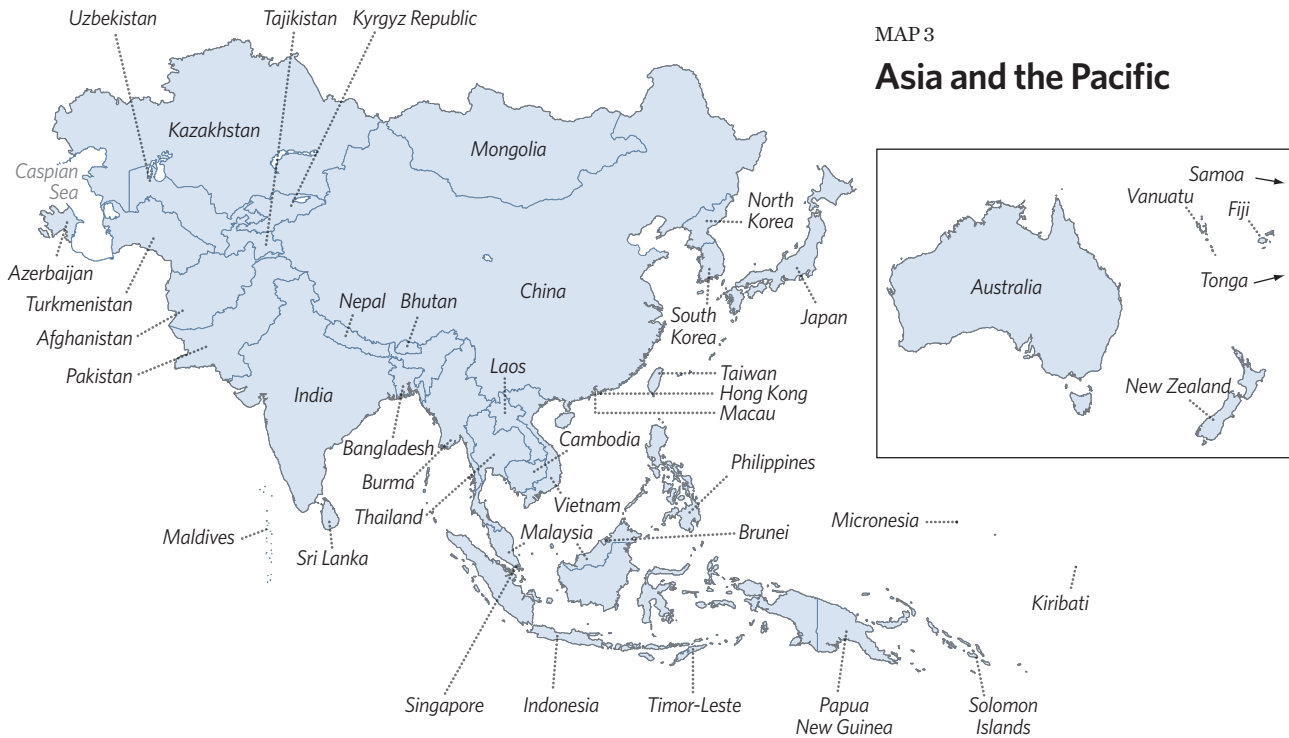 Uzbekistan
Tajikistan
Kyrgyz Republic
MAP 3
Asia and the Pacific
Kazakhstan
Mongolia
Caspian
Sea
Samoa
Vanuatu
Fiji
North
Korea
Azerbaijan
Tonga
Turkmenistan
Nepal
Bhutan
China
Australia
Afghanistan
South
Korea
Japan
Pakistan
Laos
Taiwan
India
Hong Kong
New Zealand
Macau
Bangladesh
Cambodia
Burma
Philippines
Thailand
Vietnam
Maldives
Malaysia
Brunei
Micronesia
Sri Lanka
Kiribati
Singapore
Indonesia
Timor-Leste
Papua
New Guinea
Solomon
Islands